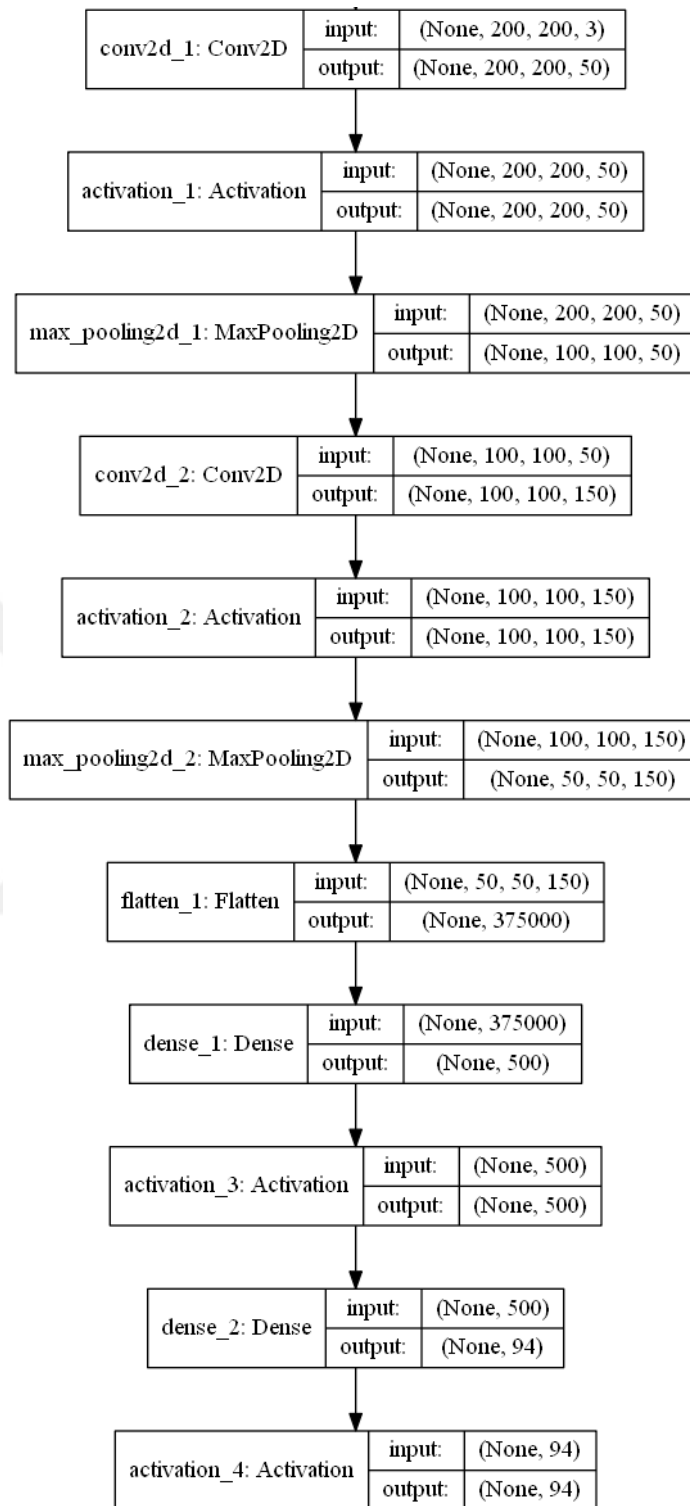 conv2d_1: Conv2D
input: (None, 200, 200, 3)
output: (None, 200, 200, 50)
activation_1: Activation
input: (None, 200, 200, 50)
output: (None, 200, 200, 50)
max_pooling2d_1: MaxPooling2D
input: (None, 200, 200, 50)
output: (None, 100, 100, 50)
conv2d_2: Conv2D
input: (None, 100, 100, 50)
output: (None, 100, 100, 150)
activation_2: Activation
input: (None, 100, 100, 150)
output: (None, 100, 100, 150)
max_pooling2d_2: MaxPooling2D
input: (None, 100, 100, 150)
output: (None, 50, 50, 150)
flatten_1: Flatten
input: (None, 50, 50, 150)
output: (None, 375000)
dense_1: Dense
input: (None, 375000)
output: (None, 500)
activation_3: Activation
input: (None, 500)
output: (None, 500)
dense_2: Dense
input: (None, 500)
output: (None, 94)
activation_4: Activation
input: (None, 94)
output: (None, 94)